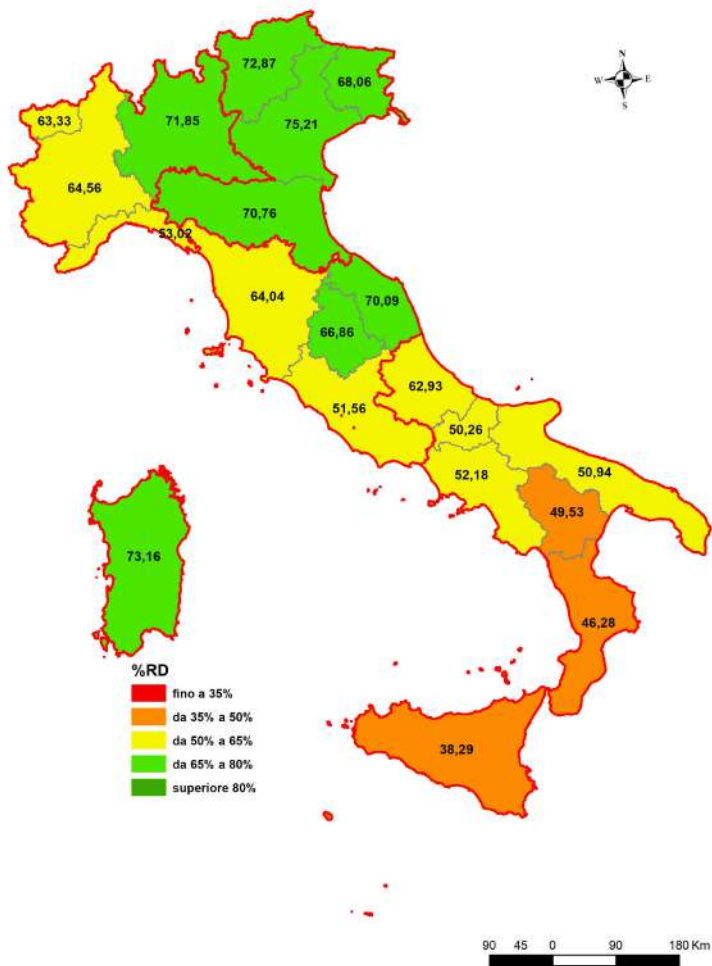 N
W E
S
72,87
68,06
63,33
71,85
75,21
64,56
70,76
53,02
64,04
70,09
66,86
62,93
51,56
50,26
52,18
50,94
49,53
73,16
46,28
38,29
%RD
fino a 35%
da 35% a 50%
da 50% a 65%
da 65% a 80%
superiore 80%
90 45 0 90 180 Km